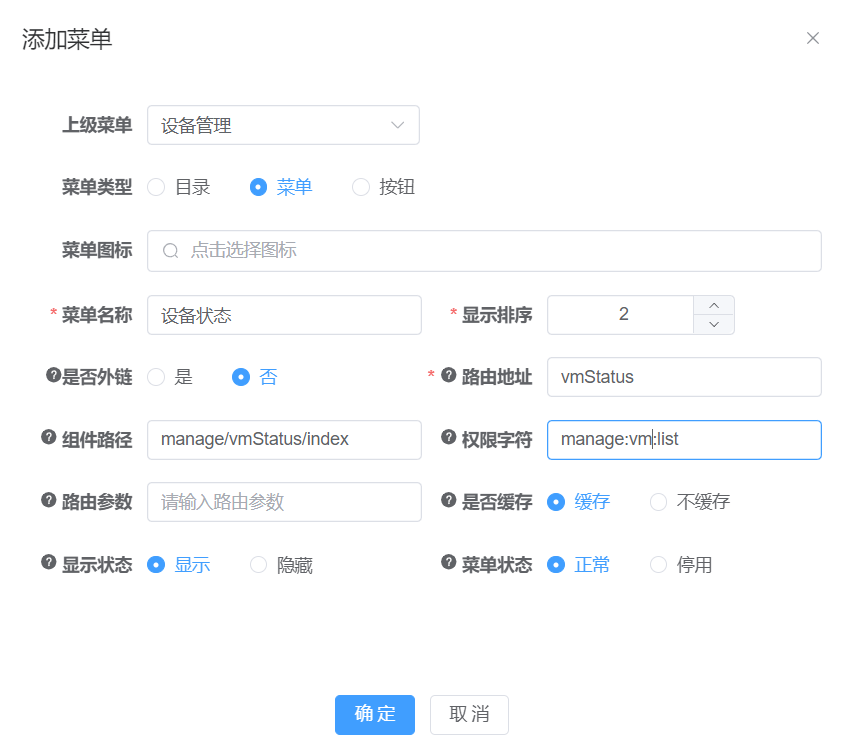 添加菜单
上级菜单 设备管理
菜单类型 目录 菜单 按钮
菜单图标 点击选择图标
* 菜单名称 设备状态 * 显示排序 2
?是否外链 是 否 * ? 路由地址 vmStatus
? 组件路径 manage/vmStatus/index ? 权限字符 manage:vm:list
? 路由参数 请输入路由参数 ? 是否缓存 缓存 不缓存
? 显示状态 显示 隐藏 ? 菜单状态 正常 停用
确定 取消